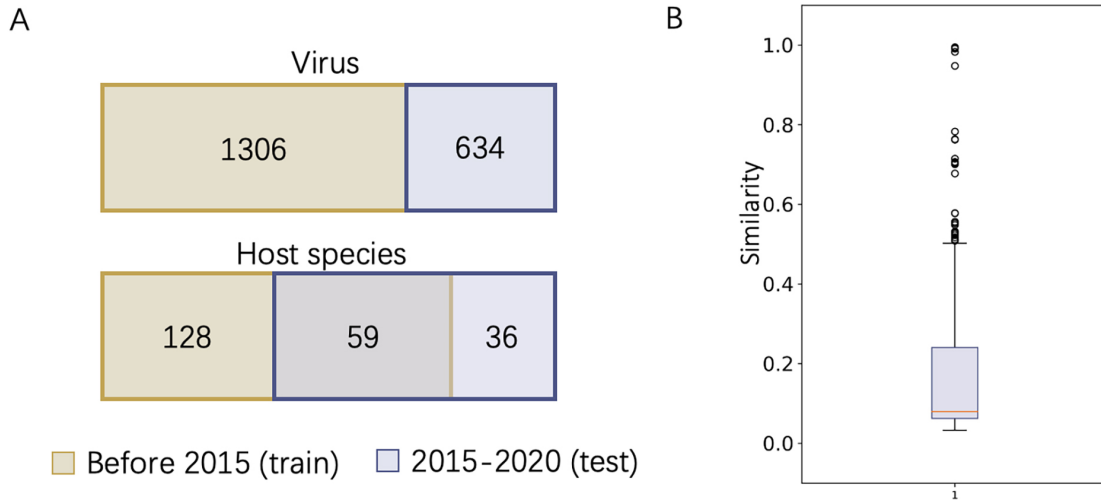 A
Virus
1306
634
Host species
128
59
36
Before 2015 (train)
2015-2020 (test)
B
Similarity
1.0
0.8
0.6
0.4
0.2
0.0
1